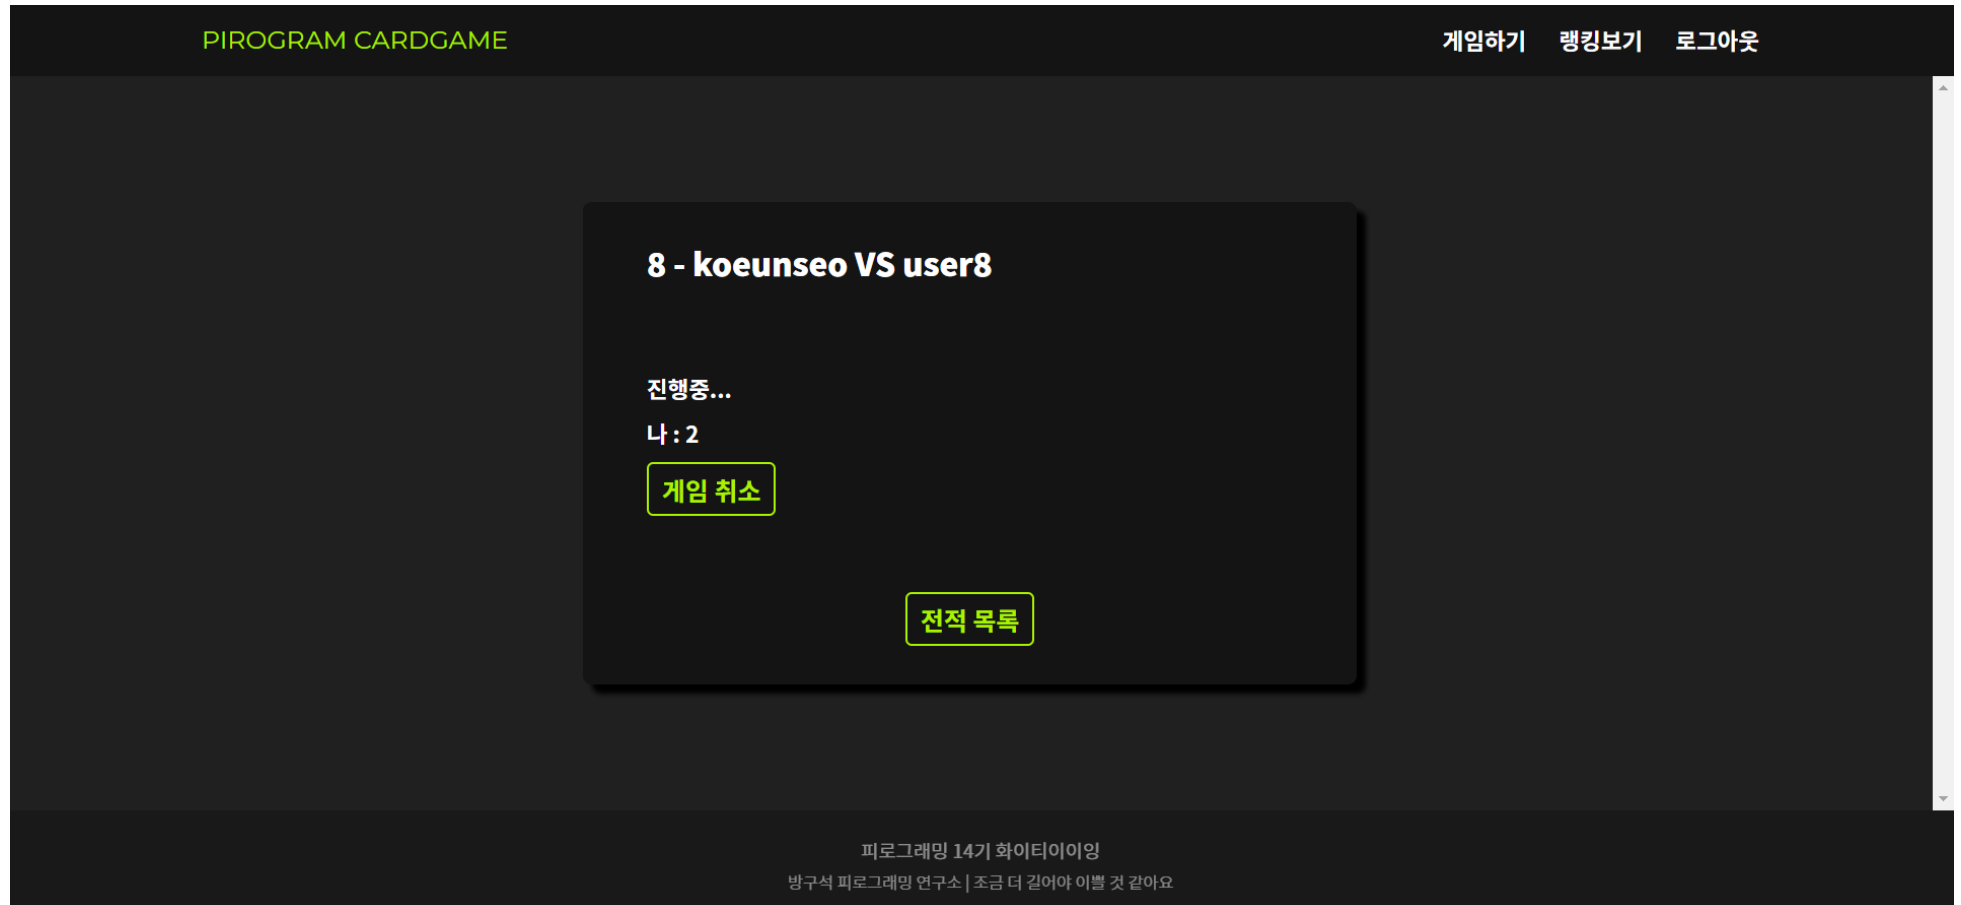 PIROGRAM CARDGAME
게임하기 랭킹보기 로그아웃
8 - koeunseo VS user8
진행중...
나 : 2
게임 취소
전적 목록
피로그래밍 14기 화이티이이잉
방구석 피로그래밍 연구소 | 조금 더 길어야 이쁠 것 같아요